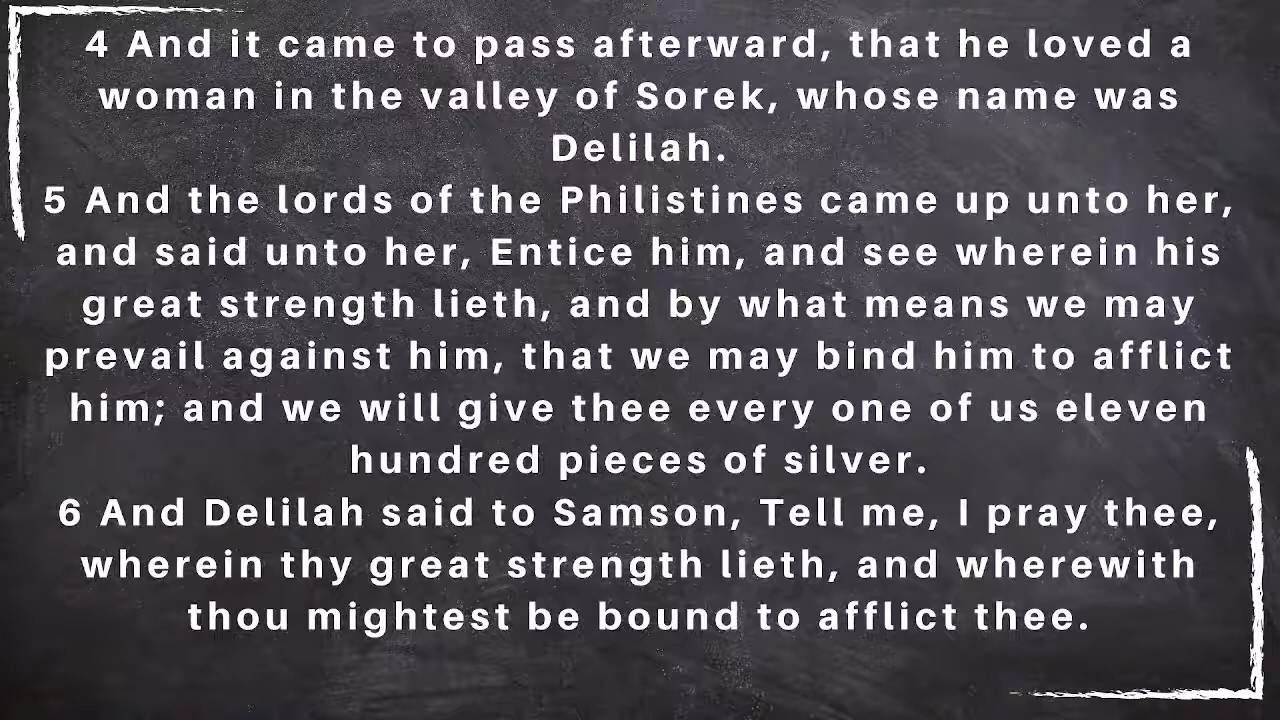 4 And it came to pass afterward, that he loved a
woman in the valley of Sorek, whose name was
Delilah.
5 And the lords of the Philistines came up unto her,
and said unto her, Entice him, and see wherein his
great strength lieth, and by what means we may
prevail against him, that we may bind him to afflict
him; and we will give thee every one of us eleven
hundred pieces of silver.
6 And Delilah said to Samson, Tell me, I pray thee,
wherein thy great strength lieth, and wherewith
thou mightest be bound to afflict thee.